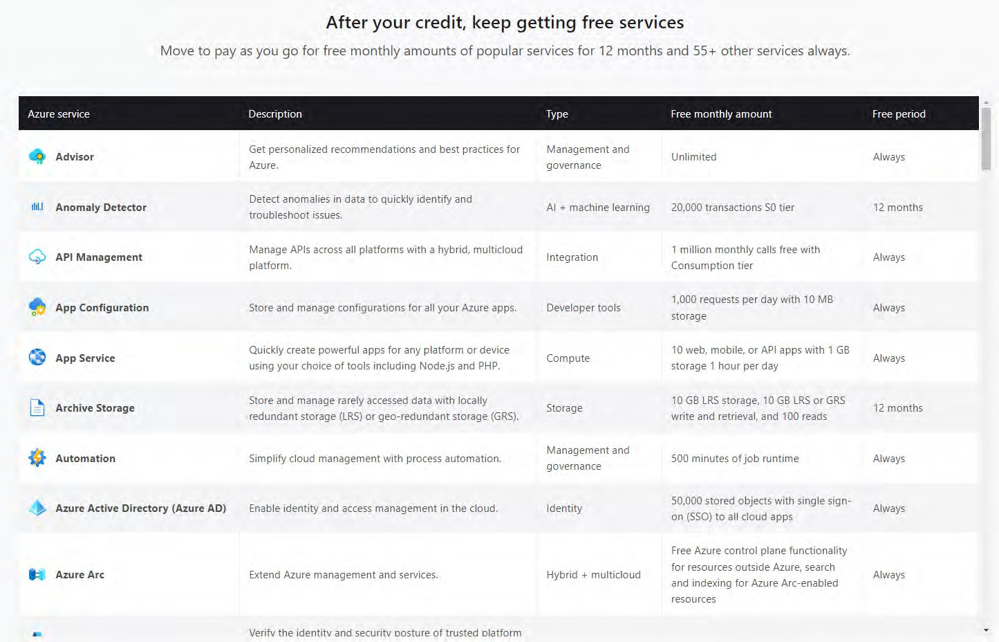 After your credit, keep getting free services
Move to pay as you go for free monthly amounts of popular services for 12 months and 55+ other services always.
Azure service Description Type Free monthly amount Free period
Advisor
Get personalized recommendations and best practices for
Azure.
Management and
governance
Unlimited
Always
Anomaly Detector
Detect anomalies in data to quickly identify and
troubleshoot issues.
AI + machine learning
20,000 transactions S0 tier
12 months
API Management
Manage APIs across all platforms with a hybrid, multicloud
platform.
Integration
1 million monthly calls free with
Consumption tier
Always
App Configuration
Store and manage configurations for all your Azure apps.
Developer tools
1,000 requests per day with 10 MB
storage
Always
App Service
Quickly create powerful apps for any platform or device
using your choice of tools including Node.js and PHP.
Compute
10 web, mobile, or API apps with 1 GB
storage 1 hour per day
Always
Archive Storage
Store and manage rarely accessed data with locally
redundant storage (LRS) or geo-redundant storage (GRS).
Storage
10 GB LRS storage, 10 GB LRS or GRS
write and retrieval, and 100 reads
12 months
Automation
Simplify cloud management with process automation.
Management and
governance
500 minutes of job runtime
Always
Azure Active Directory (Azure AD)
Enable identity and access management in the cloud.
Identity
50,000 stored objects with single sign-
on (SSO) to all cloud apps
Always
Azure Arc
Extend Azure management and services.
Hybrid + multicloud
Free Azure control plane functionality
for resources outside Azure, search
and indexing for Azure Arc-enabled
resources
Always
Verify the identity and security posture of trusted platform